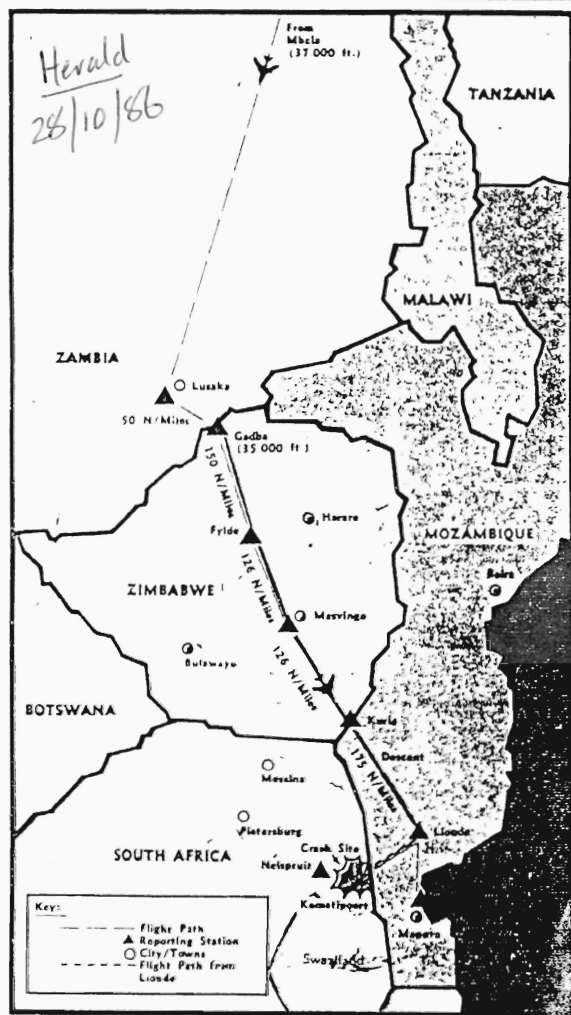 From
Mbala
(37 000 ft.)
Herald
28/10/86
TANZANIA
MALAWI
ZAMBIA
Lusaka
50 N/Miles
Gadba
(35 000 ft.)
150 N/Miles
Harare
Fylde
MOZAMBIQUE
126 N/Miles
Beira
ZIMBABWE
Masvingo
Bulawayo
126 N/Miles
BOTSWANA
Kurla
Descent
175 N/Miles
Messina
Pietersburg
Lionde
SOUTH AFRICA
Crash Site
Nelspruit
Komatipoort
Maputo
Swaziland
Key:
Flight Path
Reporting Station
City/Towns
Flight Path from
Lionde